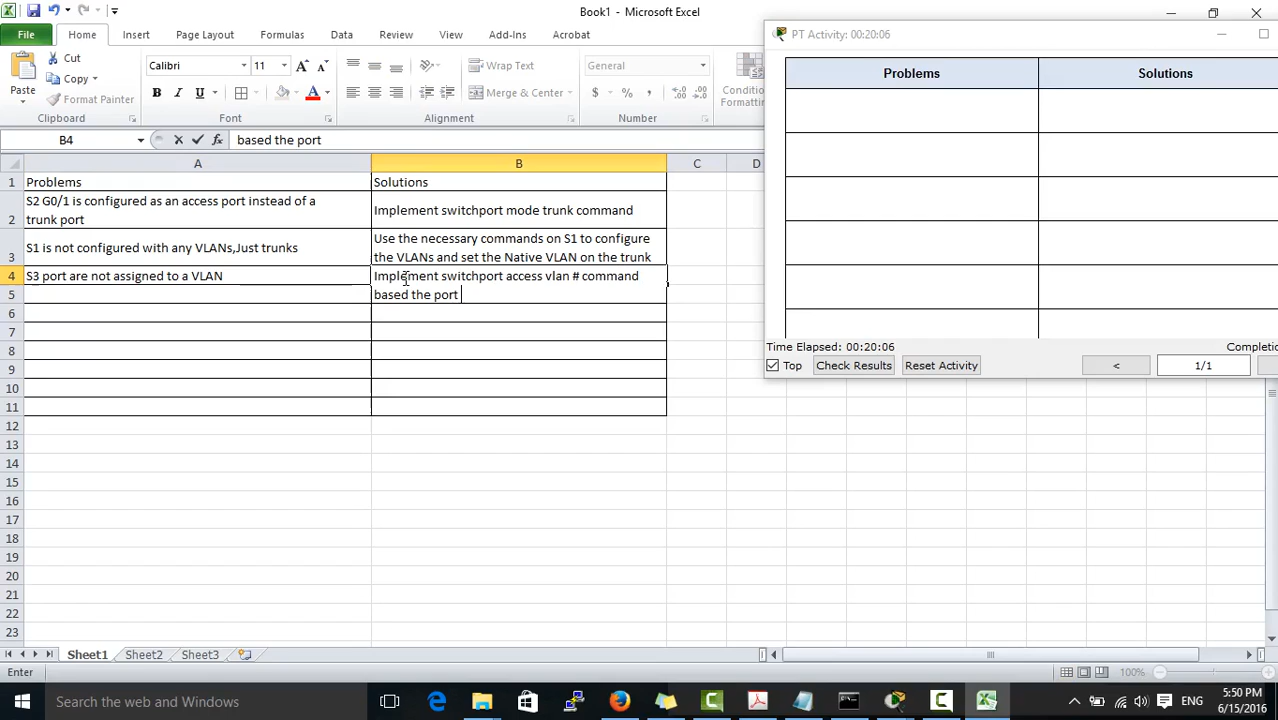 Book1 - Microsoft Excel
File Home Insert Page Layout Formulas Data Review View Add-Ins Acrobat
Paste
Cut
Copy
Format Painter
Clipboard
Calibri 11
A A
B I U A
Font
Wrap Text
Merge & Center
Alignment
General
$ % , .00 .0
Number
Conditional
Formatting
B4 fx based the port
A B C D
1 Problems Solutions
2 S2 G0/1 is configured as an access port instead of a
trunk port
Implement switchport mode trunk command
3 S1 is not configured with any VLANs,Just trunks
Use the necessary commands on S1 to configure
the VLANs and set the Native VLAN on the trunk
4 S3 port are not assigned to a VLAN Implement switchport access vlan # command
5 based the port
6
7
8
9
10
11
12
13
14
15
16
17
18
19
20
21
22
23
PT Activity: 00:20:06
Problems Solutions
Time Elapsed: 00:20:06 Completic
Top Check Results Reset Activity < 1/1
Sheet1 Sheet2 Sheet3
Enter 100%
Search the web and Windows
ENG
5:50 PM
6/15/2016